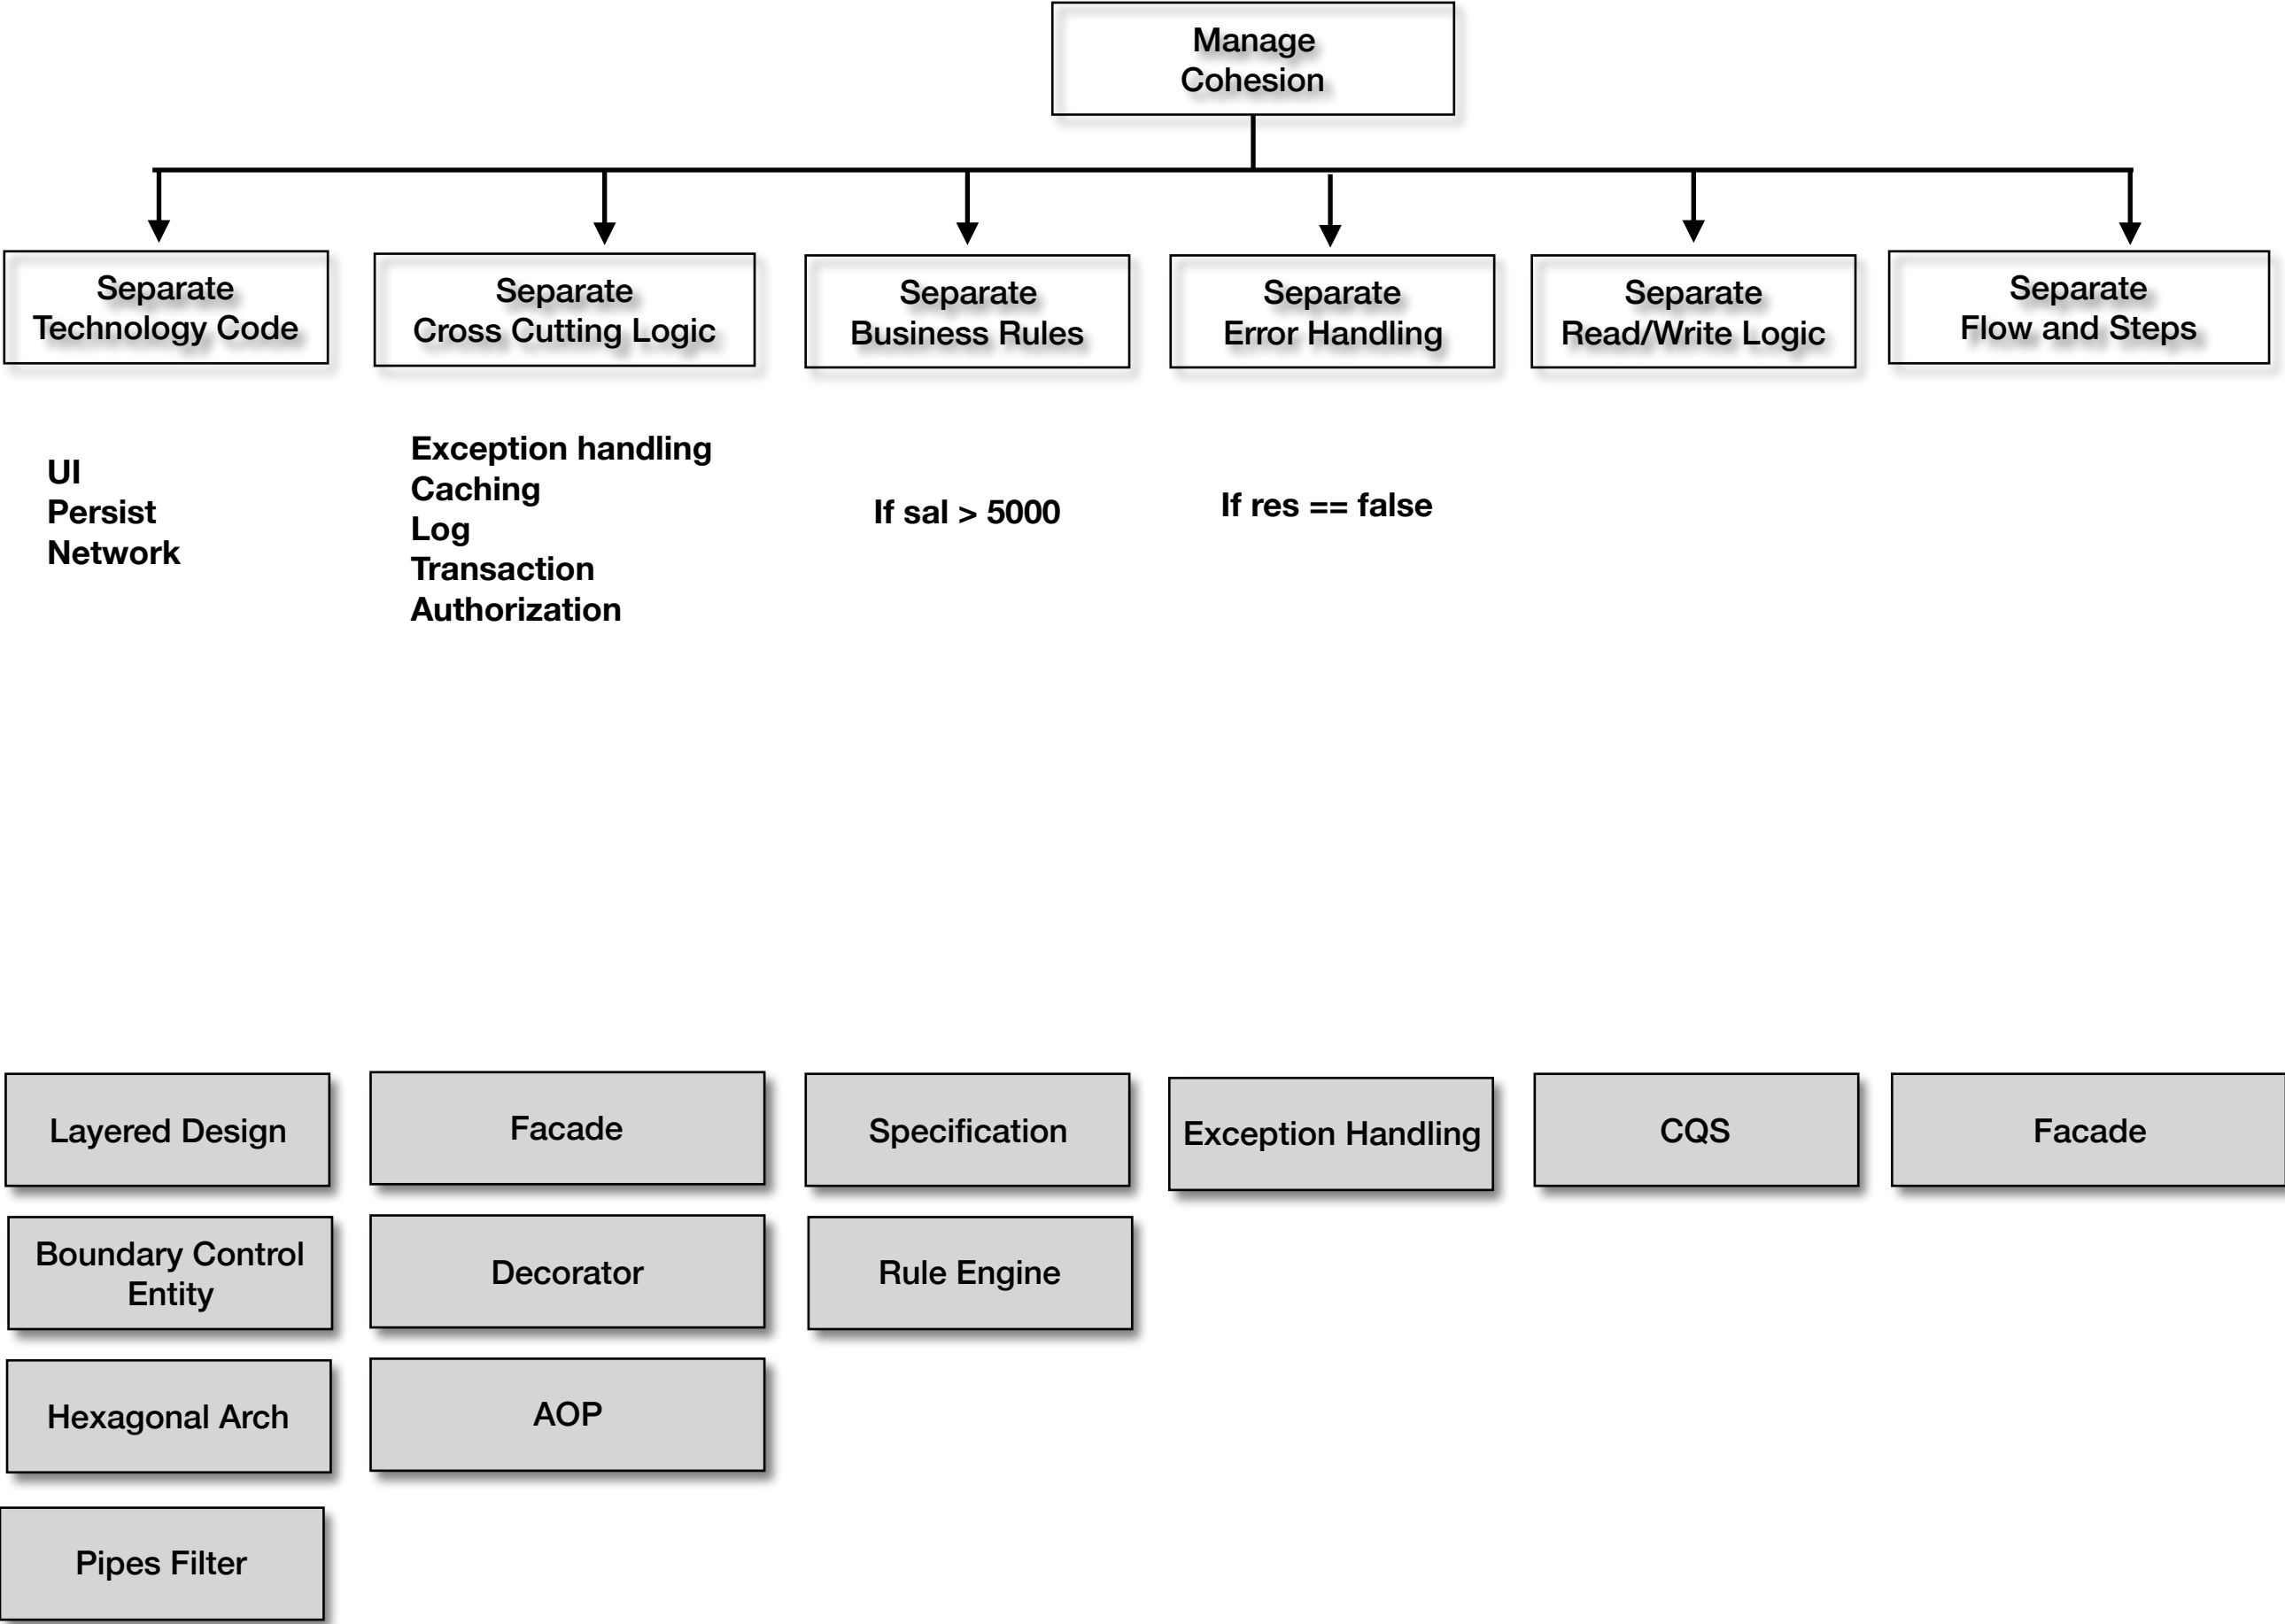 Manage
Cohesion
Separate
Technology Code
Separate
Cross Cutting Logic
Separate
Business Rules
Separate
Error Handling
Separate
Read/Write Logic
Separate
Flow and Steps
UI
Persist
Network
Exception handling
Caching
Log
Transaction
Authorization
If sal > 5000
If res == false
Layered Design
Facade
Specification
Exception Handling
CQS
Facade
Boundary Control
Entity
Decorator
Rule Engine
Hexagonal Arch
AOP
Pipes Filter